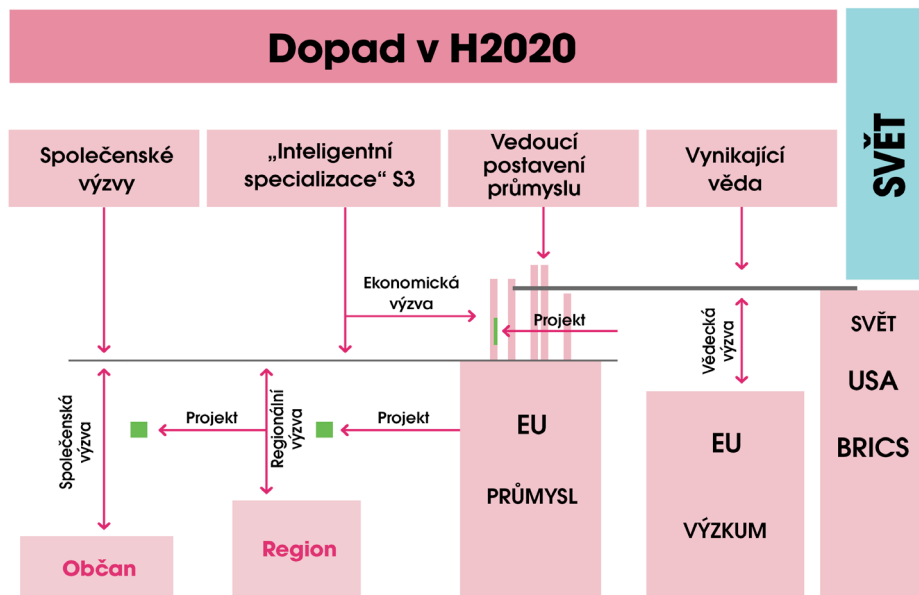 Dopad v H2020
SVĚT
Společenské
výzvy
„Inteligentní
specializace“ S3
Vedoucí
postavení
průmyslu
Vynikající
věda
Ekonomická
výzva
Projekt
Vědecká
výzva
SVĚT
USA
BRICS
Společenská
výzva
Projekt
Regionální
výzva
Projekt
EU
PRŮMYSL
EU
VÝZKUM
Občan
Region